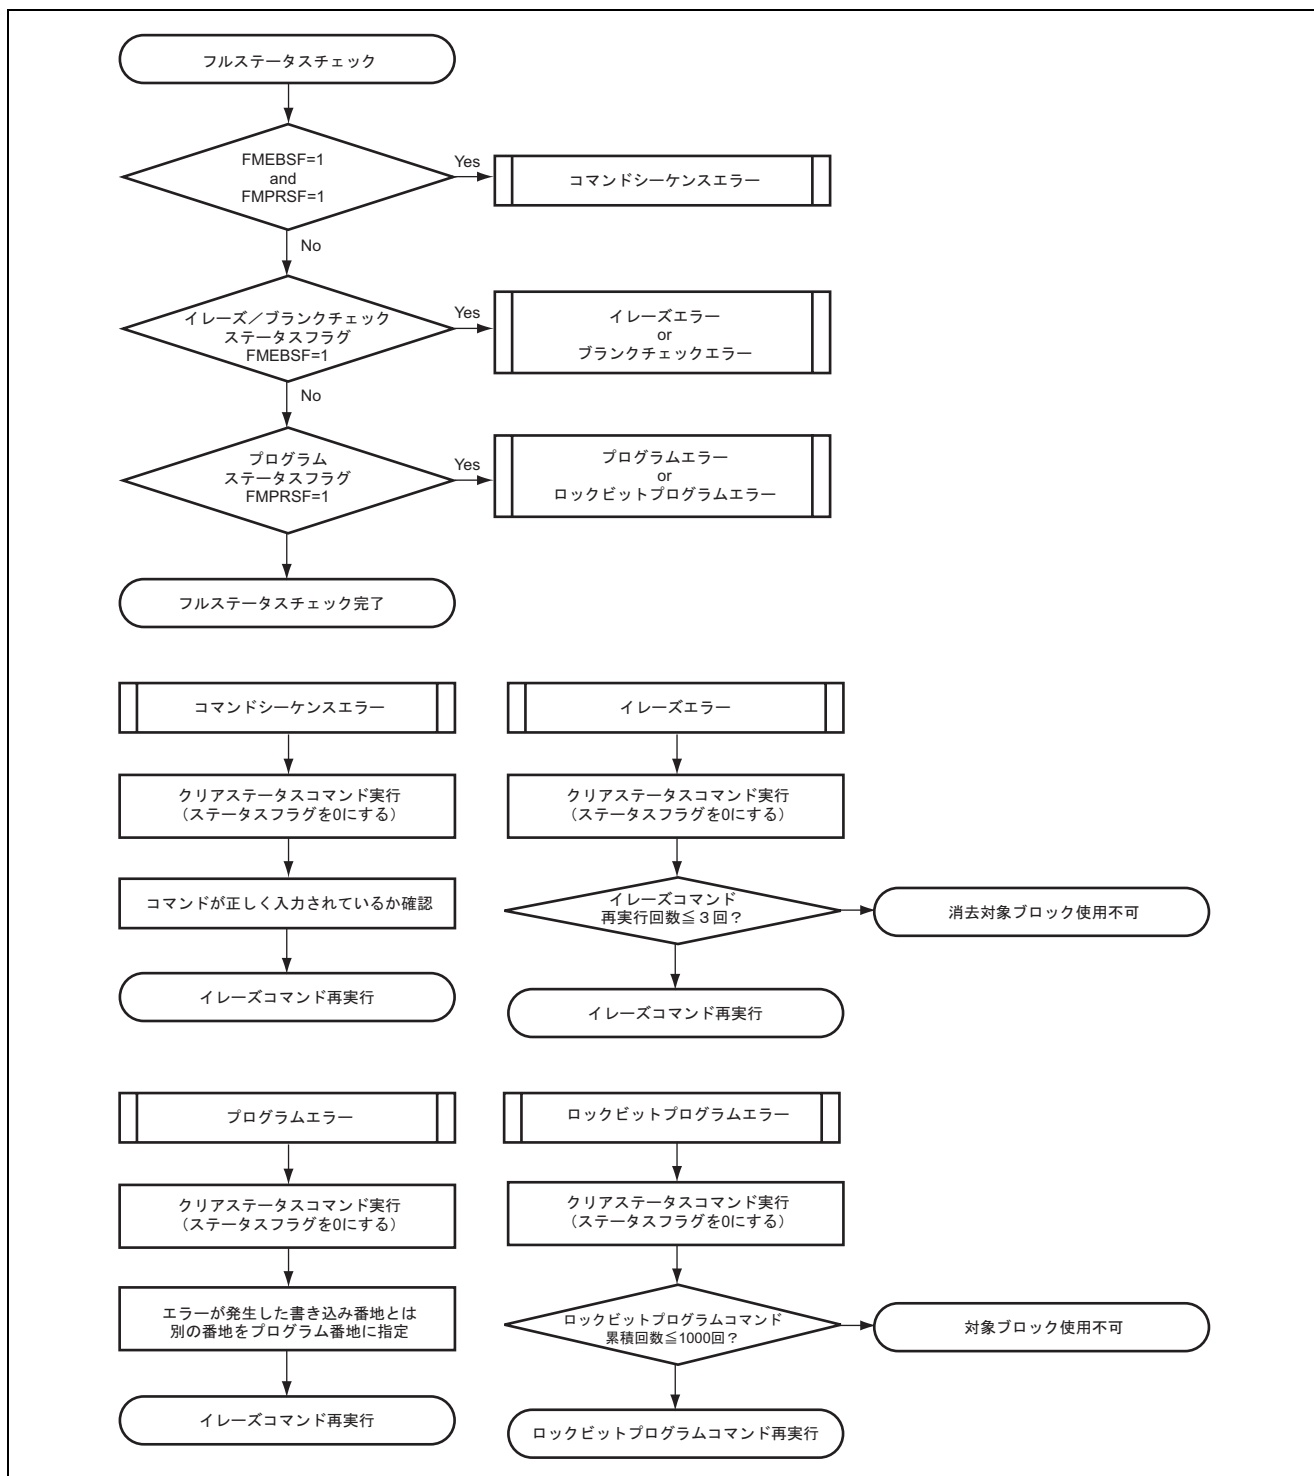 フルステータスチェック
FMEBSF=1
and
FMPRSF=1
Yes
コマンドシーケンスエラー
No
イレーズ／ブランクチェック
ステータスフラグ
FMEBSF=1
Yes
イレーズエラー
or
ブランクチェックエラー
No
プログラム
ステータスフラグ
FMPRSF=1
Yes
プログラムエラー
or
ロックビットプログラムエラー
フルステータスチェック完了
コマンドシーケンスエラー
クリアステータスコマンド実行
（ステータスフラグを0にする）
コマンドが正しく入力されているか確認
イレーズコマンド再実行
イレーズエラー
クリアステータスコマンド実行
（ステータスフラグを0にする）
イレーズコマンド
再実行回数≦３回？
消去対象ブロック使用不可
イレーズコマンド再実行
プログラムエラー
クリアステータスコマンド実行
（ステータスフラグを0にする）
エラーが発生した書き込み番地とは
別の番地をプログラム番地に指定
イレーズコマンド再実行
ロックビットプログラムエラー
クリアステータスコマンド実行
（ステータスフラグを0にする）
ロックビットプログラムコマンド
累積回数≦1000回？
対象ブロック使用不可
ロックビットプログラムコマンド再実行